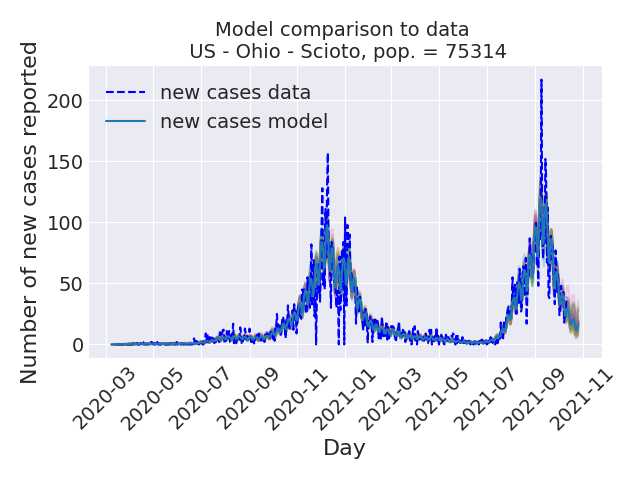 Model comparison to data
US - Ohio - Scioto, pop. = 75314
Number of new cases reported
new cases data
new cases model
200
150
100
50
0
2020-03
2020-05
2020-07
2020-09
2020-11
2021-01
2021-03
2021-05
2021-07
2021-09
2021-11
Day